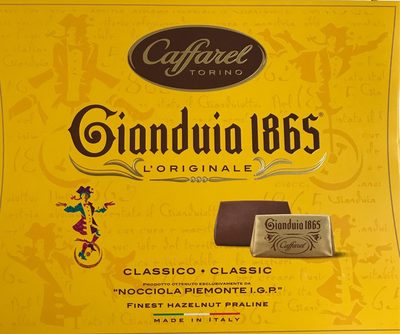 Caffarel
TORINO
Gianduia 1865®
L'ORIGINALE
Gianduia 1865
Caffarel
CLASSICO • CLASSIC
PRODOTTO OTTENUTO ESCLUSIVAMENTE DA
"NOCCIOLA PIEMONTE I.G.P."
FINEST HAZELNUT PRALINE
MADE IN ITALY